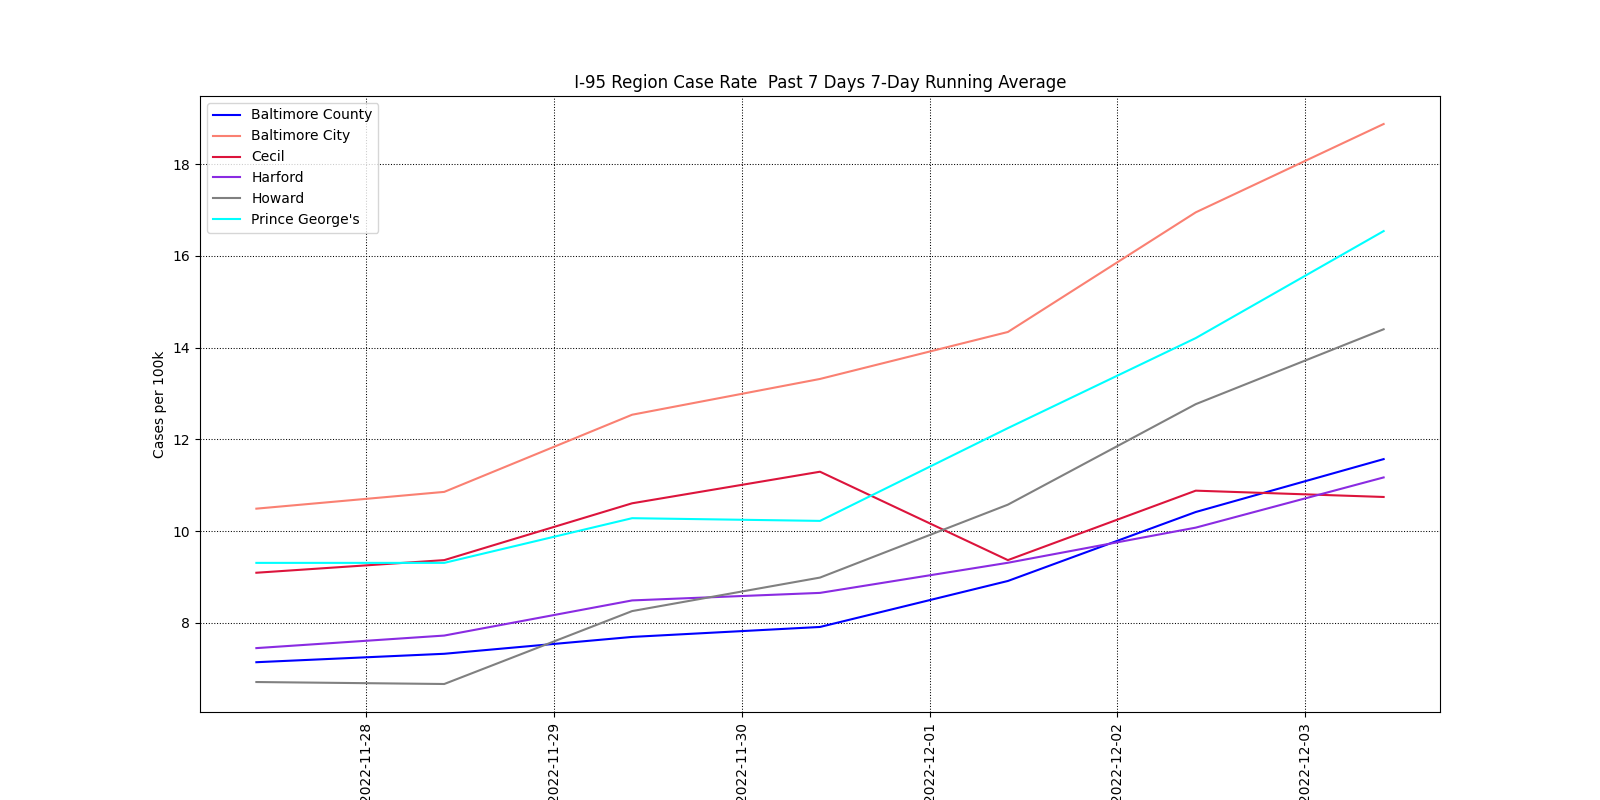 I-95 Region Case Rate  Past 7 Days 7-Day Running Average
Baltimore County
Baltimore City
Cecil
Harford
Howard
Prince George's
Cases per 100k
18
16
14
12
10
8
2022-11-28
2022-11-29
2022-11-30
2022-12-01
2022-12-02
2022-12-03